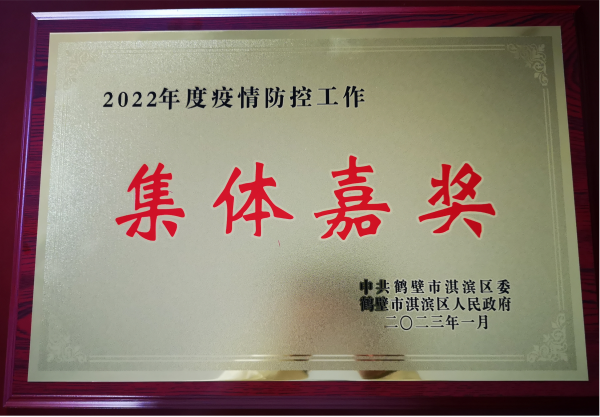 2022年度疫情防控工作
集体嘉奖
中共鹤壁市淇滨区委
鹤壁市淇滨区人民政府
二〇二三年一月